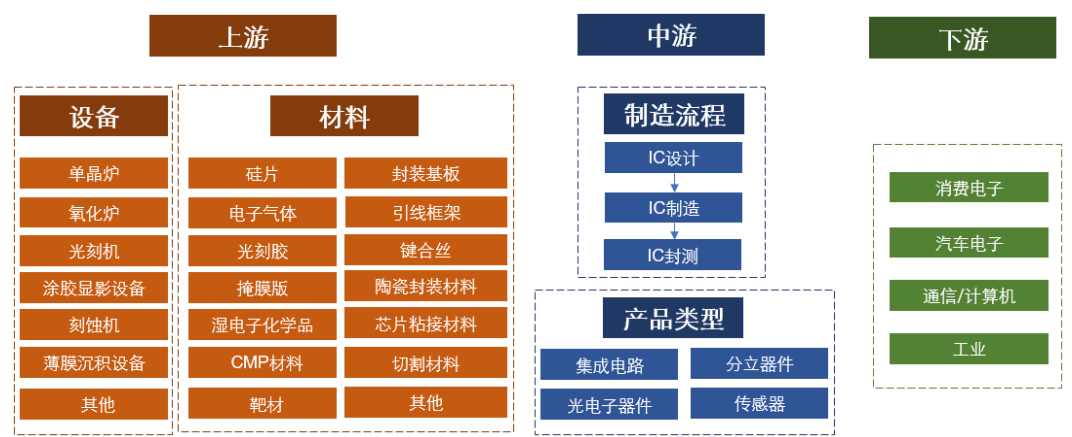 上游
中游
下游
设备
材料
制造流程
单晶炉
氧化炉
光刻机
涂胶显影设备
刻蚀机
薄膜沉积设备
其他
硅片
电子气体
光刻胶
掩膜版
湿电子化学品
CMP材料
靶材
封装基板
引线框架
键合丝
陶瓷封装材料
芯片粘接材料
切割材料
其他
IC设计
IC制造
IC封测
产品类型
集成电路
分立器件
光电子器件
传感器
消费电子
汽车电子
通信/计算机
工业